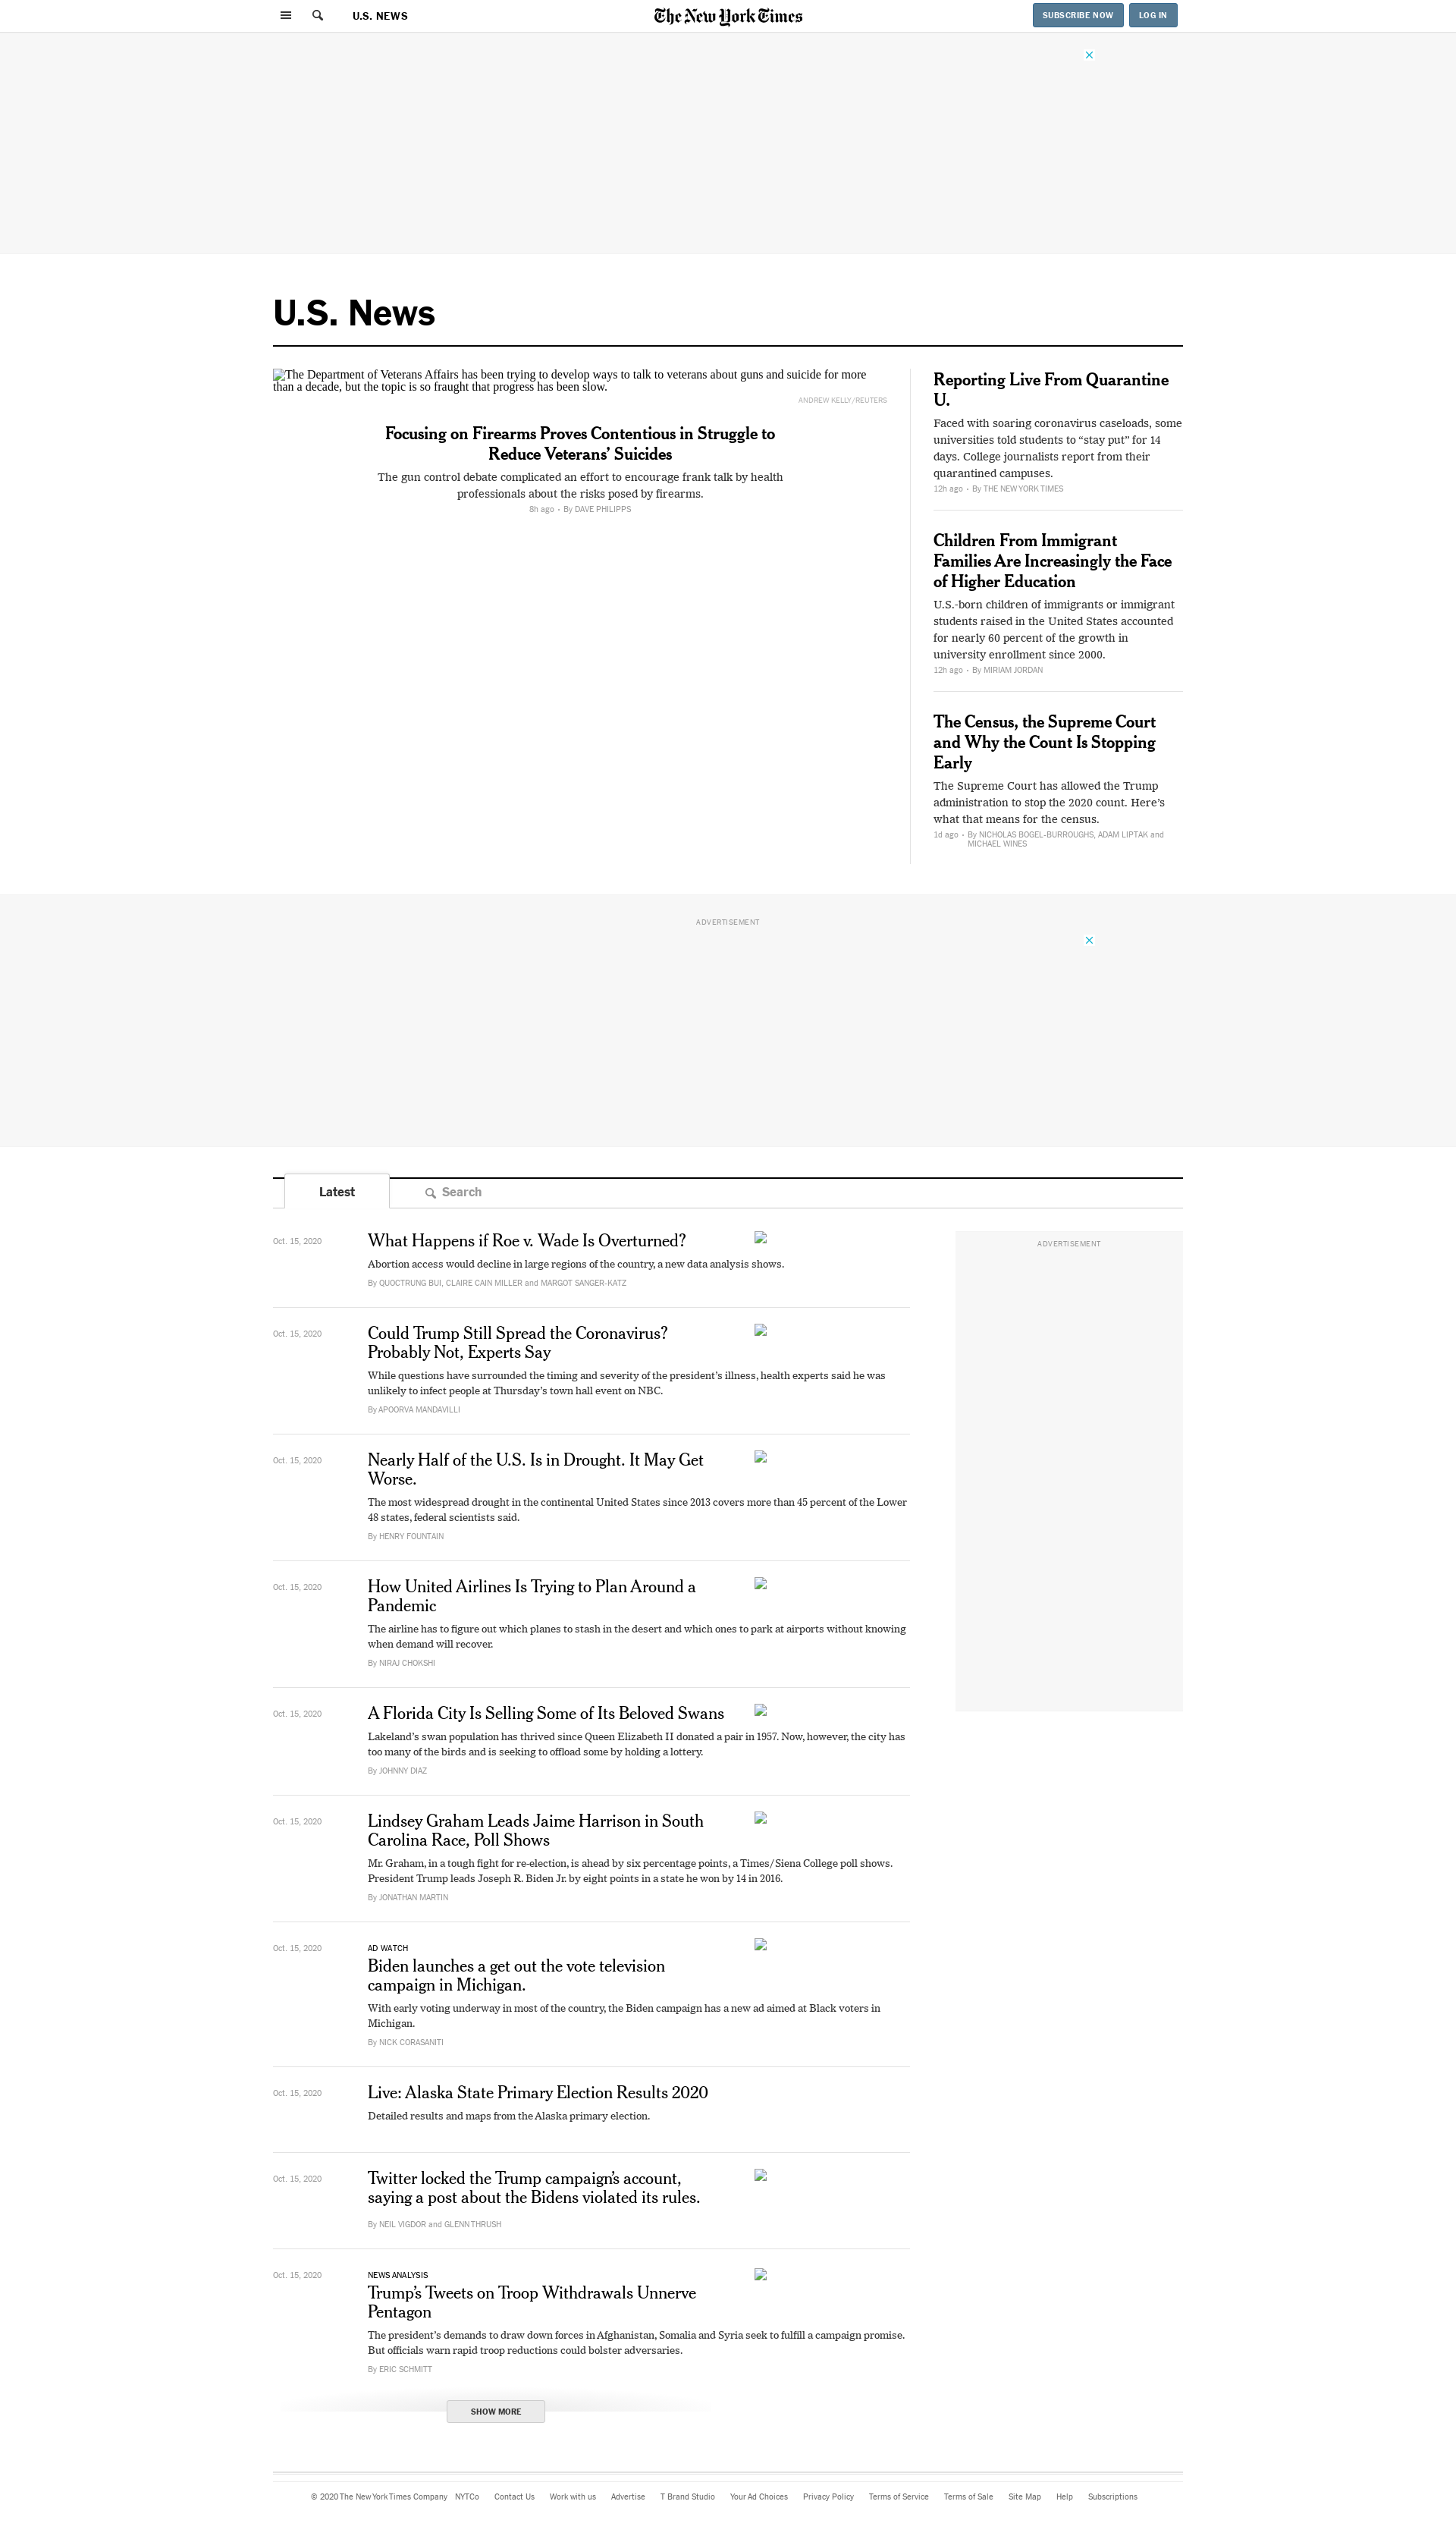 U.S. NEWS
The New York Times
SUBSCRIBE NOW
LOG IN
U.S. News
The Department of Veterans Affairs has been trying to develop ways to talk to veterans about guns and suicide for more
than a decade, but the topic is so fraught that progress has been slow.
ANDREW KELLY/REUTERS
Focusing on Firearms Proves Contentious in Struggle to
Reduce Veterans’ Suicides
The gun control debate complicated an effort to encourage frank talk by health
professionals about the risks posed by firearms.
8h ago • By DAVE PHILIPPS
Reporting Live From Quarantine
U.
Faced with soaring coronavirus caseloads, some
universities told students to “stay put” for 14
days. College journalists report from their
quarantined campuses.
12h ago • By THE NEW YORK TIMES
Children From Immigrant
Families Are Increasingly the Face
of Higher Education
U.S.-born children of immigrants or immigrant
students raised in the United States accounted
for nearly 60 percent of the growth in
university enrollment since 2000.
12h ago • By MIRIAM JORDAN
The Census, the Supreme Court
and Why the Count Is Stopping
Early
The Supreme Court has allowed the Trump
administration to stop the 2020 count. Here’s
what that means for the census.
1d ago • By NICHOLAS BOGEL-BURROUGHS, ADAM LIPTAK and
MICHAEL WINES
ADVERTISEMENT
Latest
Search
Oct. 15, 2020
What Happens if Roe v. Wade Is Overturned?
Abortion access would decline in large regions of the country, a new data analysis shows.
By QUOCTRUNG BUI, CLAIRE CAIN MILLER and MARGOT SANGER-KATZ
ADVERTISEMENT
Oct. 15, 2020
Could Trump Still Spread the Coronavirus?
Probably Not, Experts Say
While questions have surrounded the timing and severity of the president’s illness, health experts said he was
unlikely to infect people at Thursday’s town hall event on NBC.
By APOORVA MANDAVILLI
Oct. 15, 2020
Nearly Half of the U.S. Is in Drought. It May Get
Worse.
The most widespread drought in the continental United States since 2013 covers more than 45 percent of the Lower
48 states, federal scientists said.
By HENRY FOUNTAIN
Oct. 15, 2020
How United Airlines Is Trying to Plan Around a
Pandemic
The airline has to figure out which planes to stash in the desert and which ones to park at airports without knowing
when demand will recover.
By NIRAJ CHOKSHI
Oct. 15, 2020
A Florida City Is Selling Some of Its Beloved Swans
Lakeland’s swan population has thrived since Queen Elizabeth II donated a pair in 1957. Now, however, the city has
too many of the birds and is seeking to offload some by holding a lottery.
By JOHNNY DIAZ
Oct. 15, 2020
Lindsey Graham Leads Jaime Harrison in South
Carolina Race, Poll Shows
Mr. Graham, in a tough fight for re-election, is ahead by six percentage points, a Times/Siena College poll shows.
President Trump leads Joseph R. Biden Jr. by eight points in a state he won by 14 in 2016.
By JONATHAN MARTIN
Oct. 15, 2020
AD WATCH
Biden launches a get out the vote television
campaign in Michigan.
With early voting underway in most of the country, the Biden campaign has a new ad aimed at Black voters in
Michigan.
By NICK CORASANITI
Oct. 15, 2020
Live: Alaska State Primary Election Results 2020
Detailed results and maps from the Alaska primary election.
Oct. 15, 2020
Twitter locked the Trump campaign’s account,
saying a post about the Bidens violated its rules.
By NEIL VIGDOR and GLENN THRUSH
Oct. 15, 2020
NEWS ANALYSIS
Trump’s Tweets on Troop Withdrawals Unnerve
Pentagon
The president’s demands to draw down forces in Afghanistan, Somalia and Syria seek to fulfill a campaign promise.
But officials warn rapid troop reductions could bolster adversaries.
By ERIC SCHMITT
SHOW MORE
© 2020 The New York Times Company NYTCo Contact Us Work with us Advertise T Brand Studio Your Ad Choices Privacy Policy Terms of Service Terms of Sale Site Map Help Subscriptions